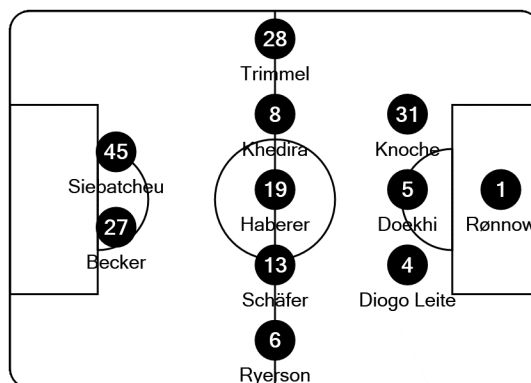 28
Trimmel
8
Khedira
31
Knoche
45
Siebatcheu
19
Haberer
5
Doekhi
1
Rønnow
27
Becker
13
Schäfer
4
Diogo Leite
6
Ryerson